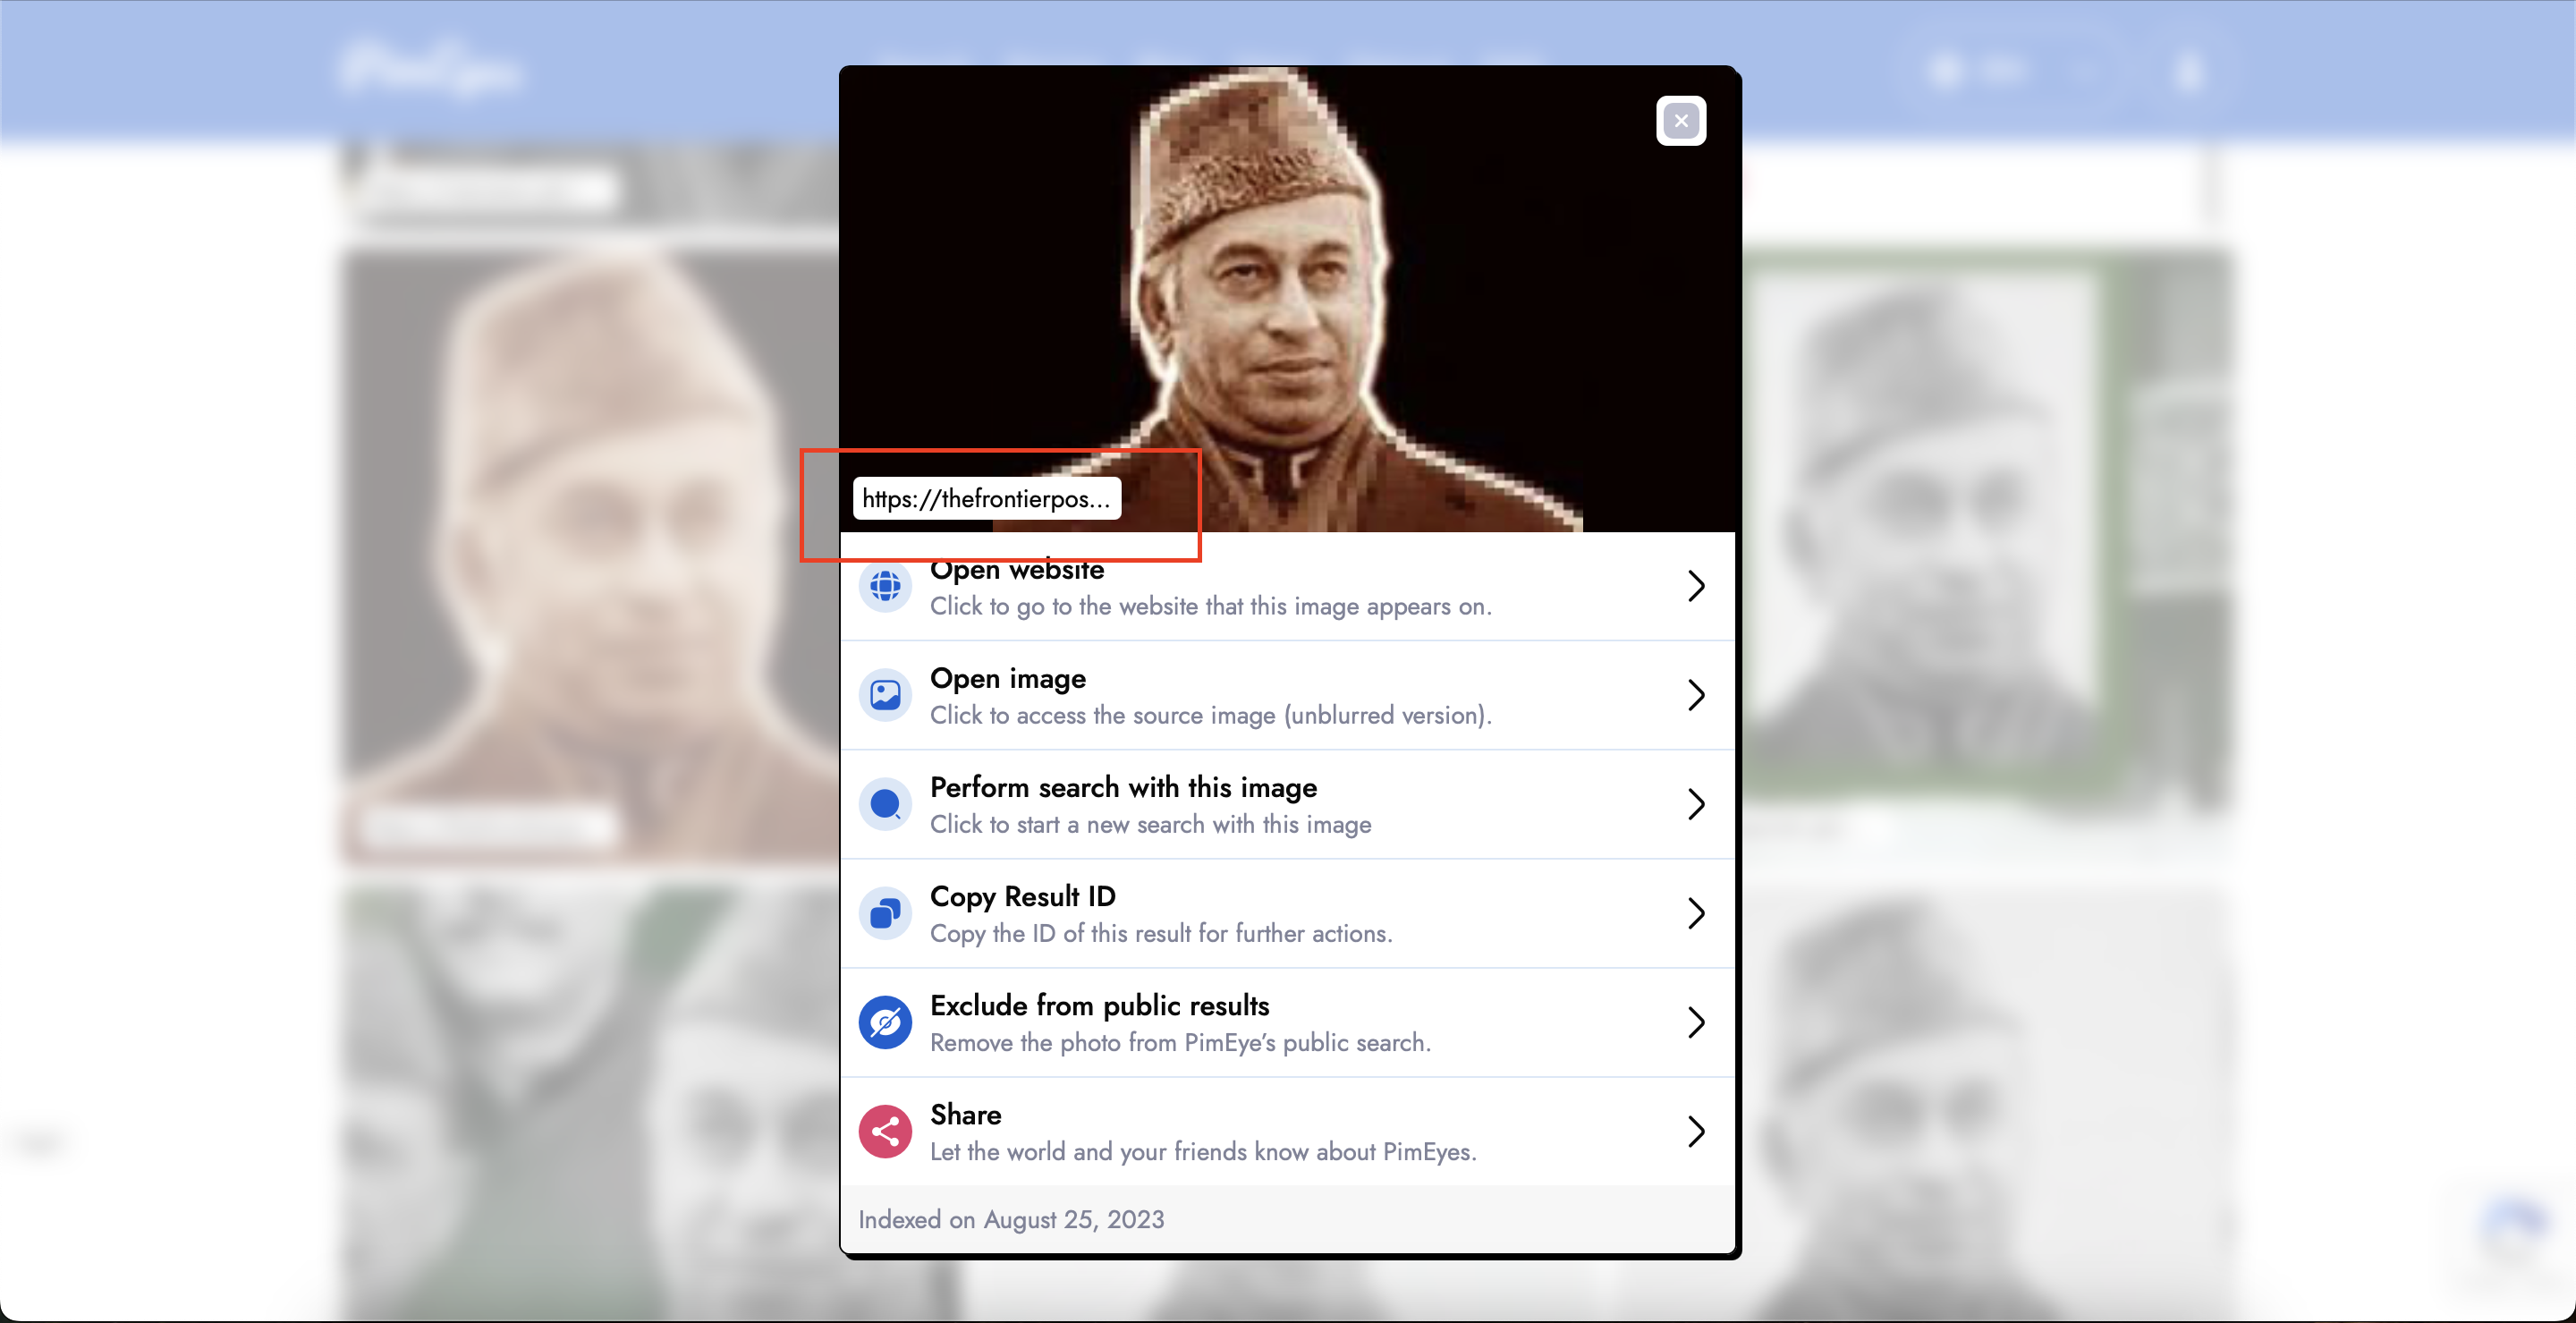 https://thefrontierpos...
Open website
Click to go to the website that this image appears on.
Open image
Click to access the source image (unblurred version).
Perform search with this image
Click to start a new search with this image
Copy Result ID
Copy the ID of this result for further actions.
Exclude from public results
Remove the photo from PimEye’s public search.
Share
Let the world and your friends know about PimEyes.
Indexed on August 25, 2023